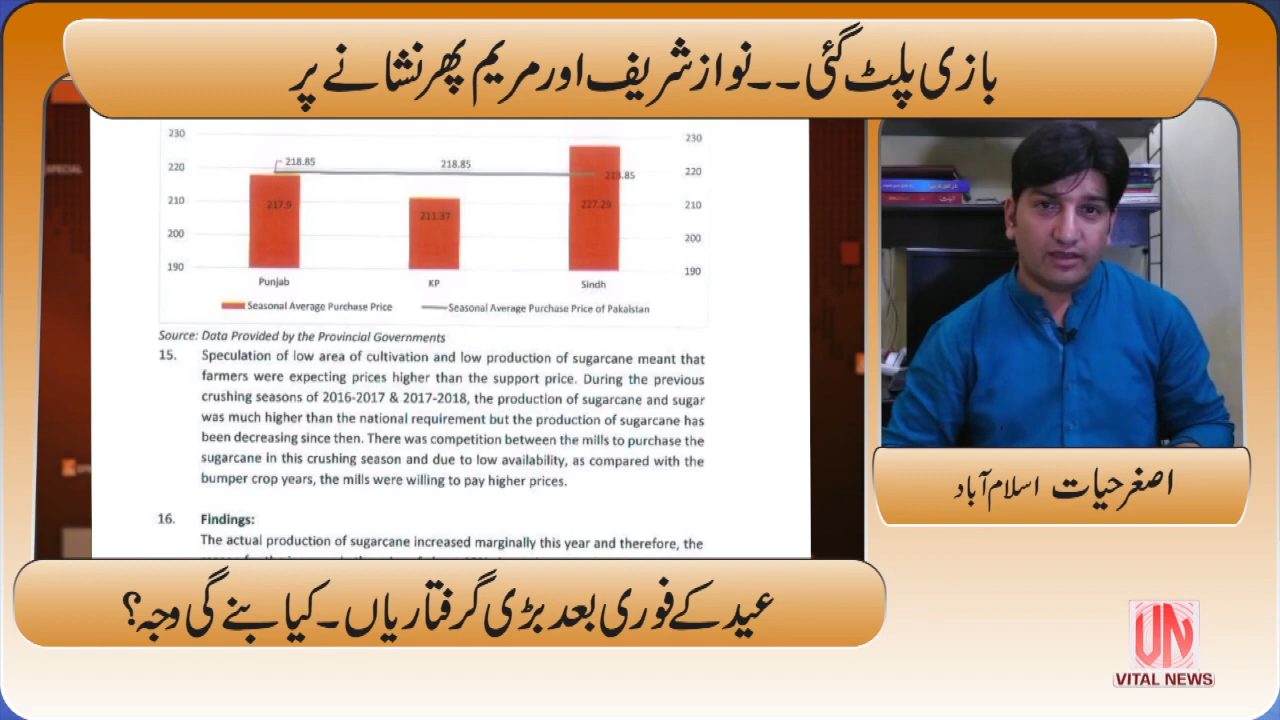 بازی پلٹ گئی ۔۔ نواز شریف اور مریم پھر نشانے پر
230
220
210
200
190
218.85
218.85
218.85
217.9
211.37
227.29
230
220
210
200
190
Punjab
KP
Sindh
Seasonal Average Purchase Price
Seasonal Average Purchase Price of Pakaistan
Source: Data Provided by the Provincial Governments
15. Speculation of low area of cultivation and low production of sugarcane meant that
farmers were expecting prices higher than the support price. During the previous
crushing seasons of 2016-2017 & 2017-2018, the production of sugarcane and sugar
was much higher than the national requirement but the production of sugarcane has
been decreasing since then. There was competition between the mills to purchase the
sugarcane in this crushing season and due to low availability, as compared with the
bumper crop years, the mills were willing to pay higher prices.
16. Findings:
The actual production of sugarcane increased marginally this year and therefore, the
اصغر حیات اسلام آباد
عید کے فوری بعد بڑی گرفتاریاں ۔ کیا بنے گی وجہ؟
UN
VITAL NEWS